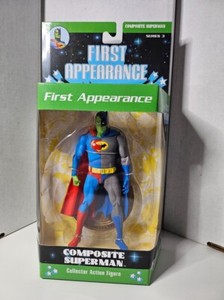 COMPOSITE SUPERMAN
SERIES 3
FIRST
APPEARANCE
First Appearance
COMPOSITE
SUPERMAN
Collector Action Figure